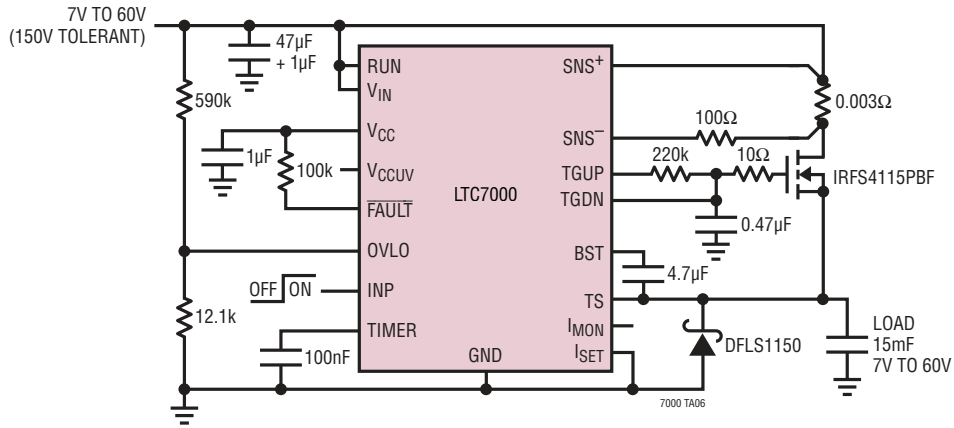 7V TO 60V
(150V TOLERANT)
47µF
+ 1µF
590k
RUN
VIN
SNS+
0.003Ω
100Ω
VCC
SNS−
1µF
100k
VCCUV
220k
10Ω
TGUP
IRFS4115PBF
LTC7000
FAULT
TGDN
0.47µF
OVLO
BST
4.7µF
OFF ON
INP
TS
12.1k
TIMER
IMON
LOAD
15mF
7V TO 60V
DFLS1150
100nF
GND
ISET
7000 TA06